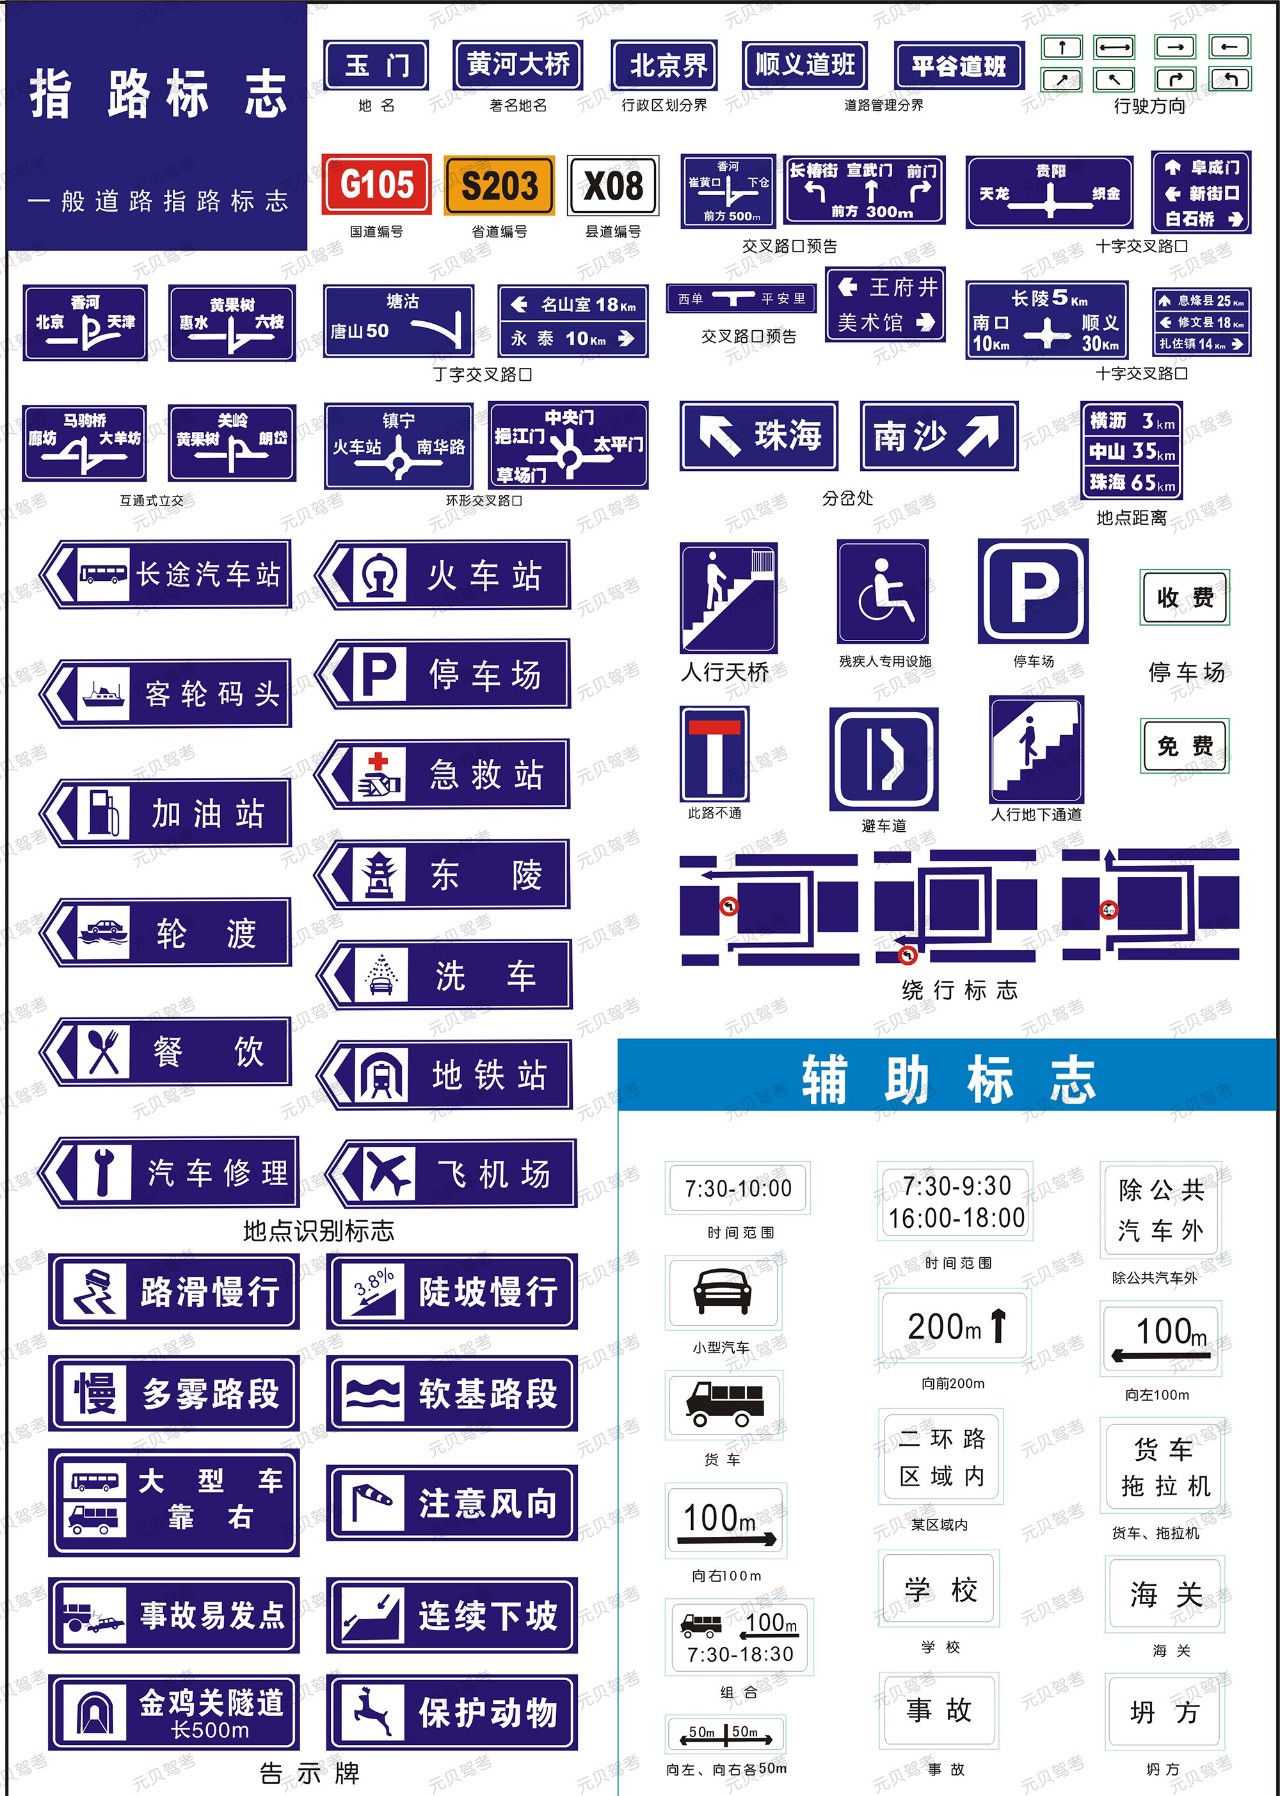 指路标志
一般道路指路标志
玉门
地名
黄河大桥
著名地名
北京界
行政区划分界
顺义道班
平谷道班
道路管理分界
行驶方向
G105
国道编号
S203
省道编号
X08
县道编号
香河
崔黄口 下仓
前方 500m
长椿街 宣武门 前门
前方 300m
交叉路口预告
贵阳
天龙 织金
阜成门
新街口
白石桥
十字交叉路口
香河
北京 天津
黄果树
惠水 六枝
塘沽
唐山 50
名山室 18Km
永泰 10Km
丁字交叉路口
西单 平安里
王府井
美术馆
交叉路口预告
长陵 5Km
南口 顺义
10Km 30Km
息烽县 25Km
修文县 18Km
扎佐镇 14Km
十字交叉路口
马驹桥
廊坊 大羊坊
关岭
黄果树 朗岱
互通式立交
镇宁
火车站 南华路
中央门
挹江门
太平门
草场门
环形交叉路口
珠海
南沙
分岔处
横沥 3km
中山 35km
珠海 65km
地点距离
长途汽车站
火车站
客轮码头
P 停车场
加油站
急救站
轮渡
东陵
餐饮
洗车
地铁站
汽车修理
飞机场
地点识别标志
人行天桥
残疾人专用设施
P
停车场
收费
停车场
免费
此路不通
避车道
人行地下通道
绕行标志
路滑慢行
3.8% 陡坡慢行
慢 多雾路段
软基路段
大型车
靠右
注意风向
事故易发点
连续下坡
金鸡关隧道
长500m
保护动物
告示牌
辅助标志
7:30-10:00
时间范围
7:30-9:30
16:00-18:00
时间范围
除公共
汽车外
除公共汽车外
小型汽车
200m
向前200m
100m
向左100m
货车
二环路
区域内
某区域内
货车
拖拉机
货车、拖拉机
100m
向右100m
学校
学校
海关
海关
100m
7:30-18:30
组合
事故
事故
坍方
坍方
50m 50m
向左、向右各50m
元贝驾考